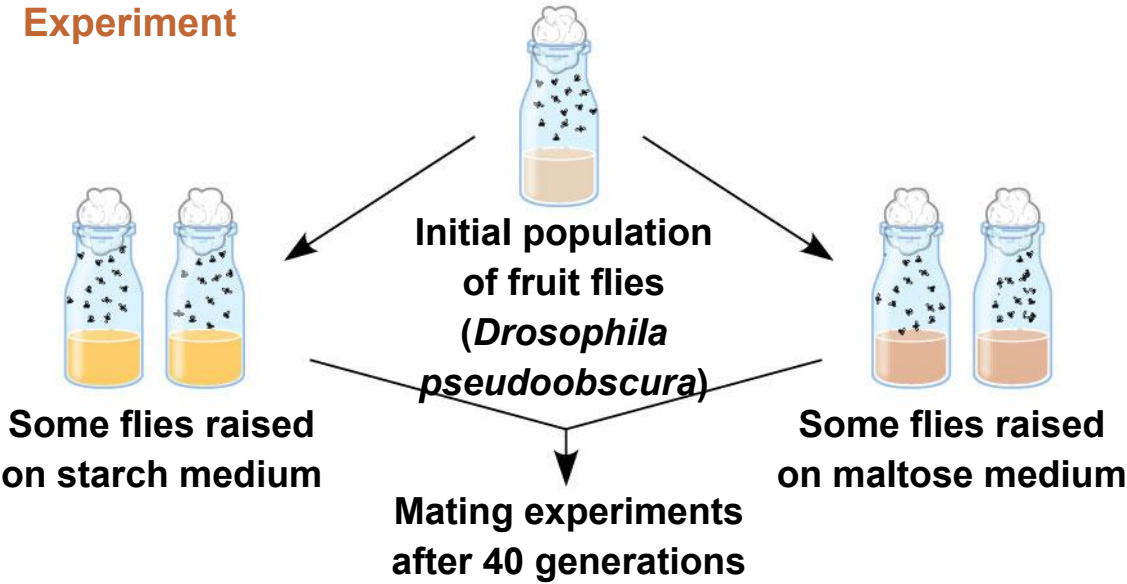 Experiment
Initial population
of fruit flies
(Drosophila
pseudoobscura)
Some flies raised
on starch medium
Some flies raised
on maltose medium
Mating experiments
after 40 generations